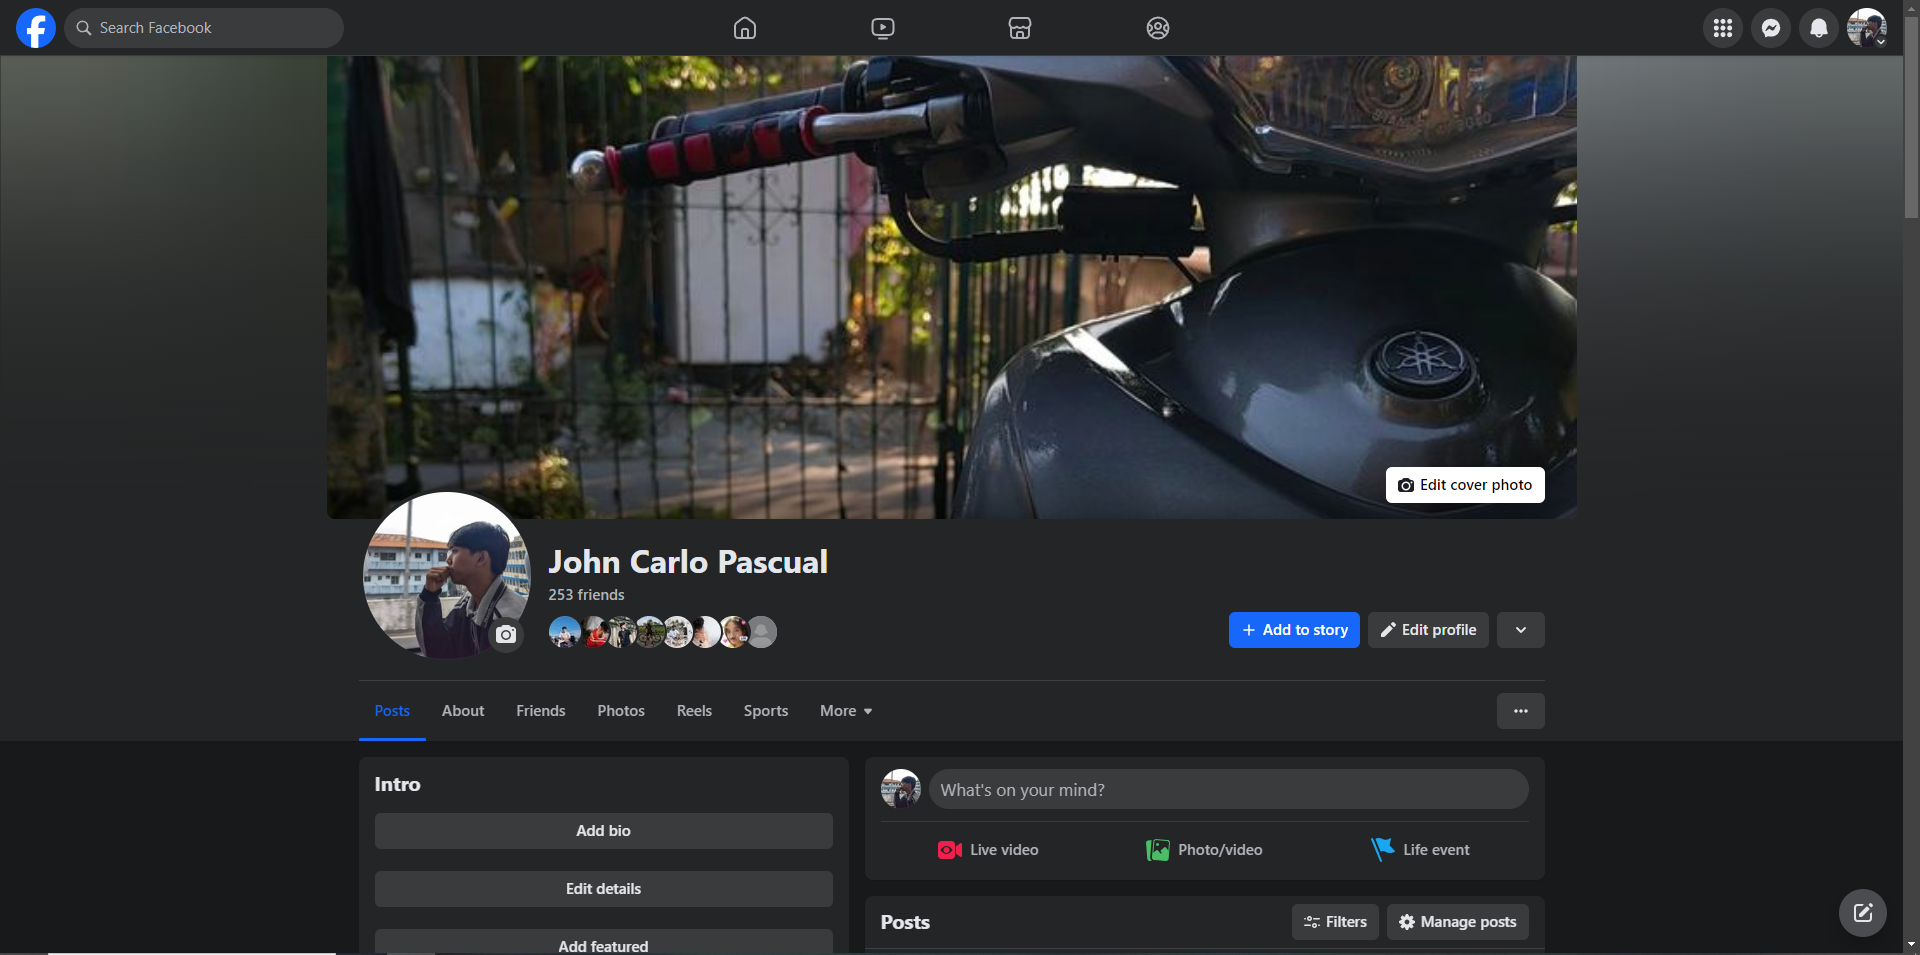 Search Facebook
Edit cover photo
John Carlo Pascual
253 friends
Add to story
Edit profile
Posts
About
Friends
Photos
Reels
Sports
More
Intro
Add bio
Edit details
Add featured
What's on your mind?
Live video
Photo/video
Life event
Posts
Filters
Manage posts